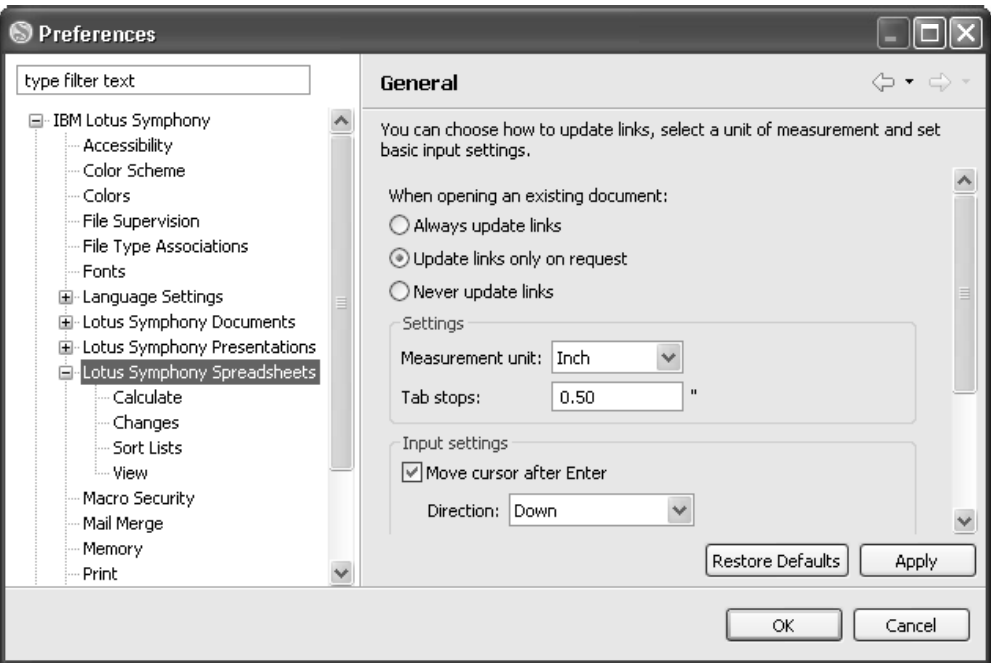 Preferences
type filter text
IBM Lotus Symphony
Accessibility
Color Scheme
Colors
File Supervision
File Type Associations
Fonts
Language Settings
Lotus Symphony Documents
Lotus Symphony Presentations
Lotus Symphony Spreadsheets
Calculate
Changes
Sort Lists
View
Macro Security
Mail Merge
Memory
Print
General
You can choose how to update links, select a unit of measurement and set
basic input settings.
When opening an existing document:
Always update links
Update links only on request
Never update links
Settings
Measurement unit: Inch
Tab stops: 0.50 "
Input settings
Move cursor after Enter
Direction: Down
Restore Defaults Apply
OK Cancel